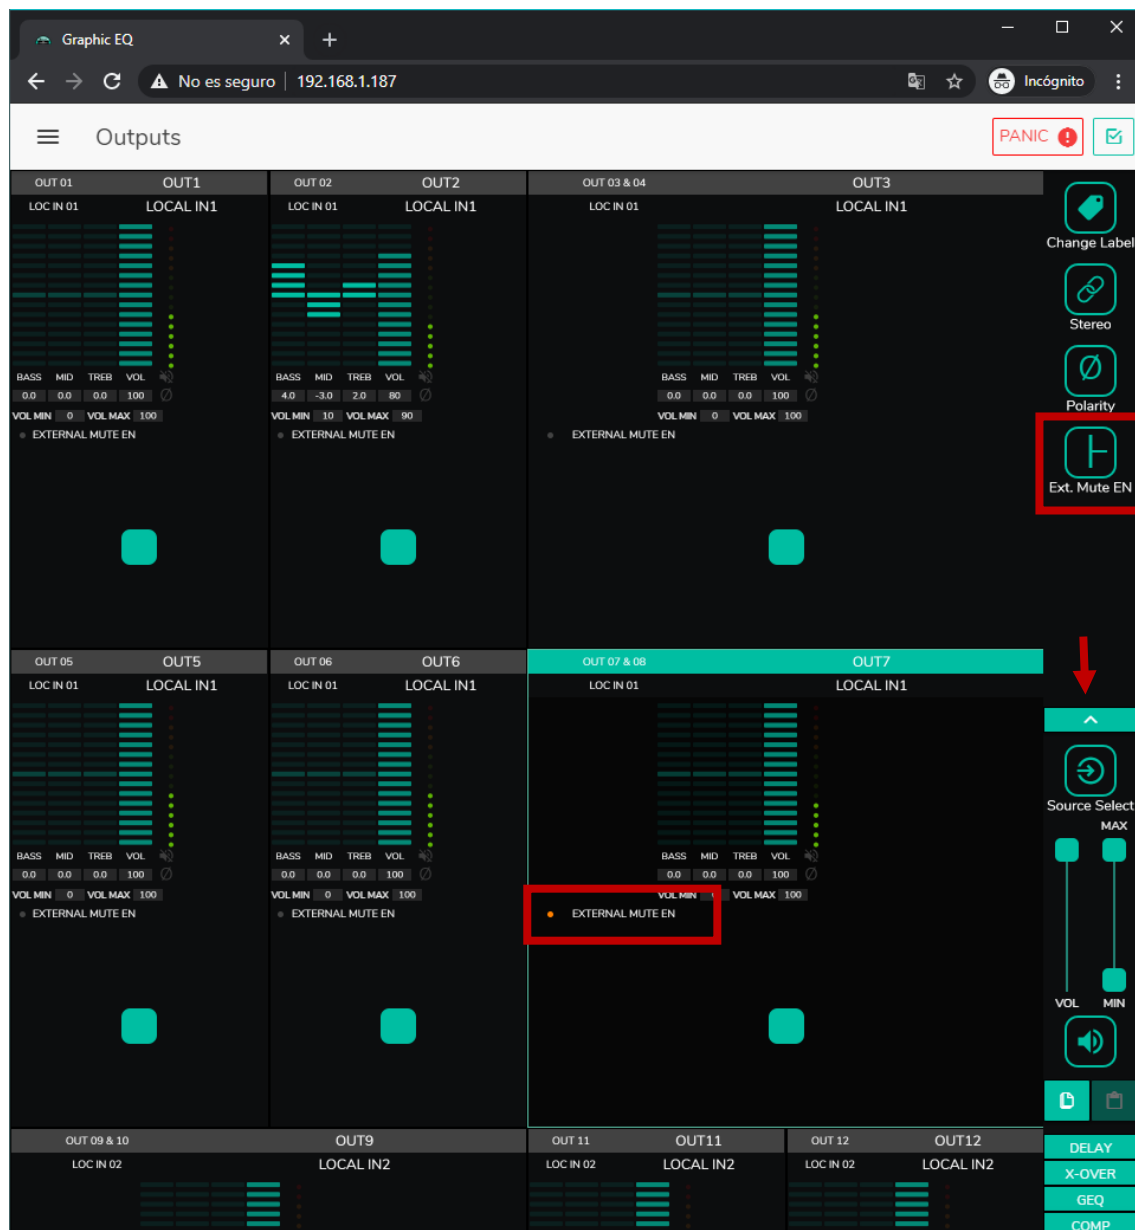 Graphic EQ
No es seguro 192.168.1.187 Incógnito
Outputs PANIC
OUT 01 OUT1 OUT 02 OUT2 OUT 03 & 04 OUT3
LOC IN 01 LOCAL IN1 LOC IN 01 LOCAL IN1 LOC IN 01 LOCAL IN1
Change Label
Stereo
BASS MID TREB VOL BASS MID TREB VOL BASS MID TREB VOL
0.0 0.0 0.0 100 4.0 -3.0 2.0 80 0.0 0.0 0.0 100
Polarity
VOL MIN 0 VOL MAX 100 VOL MIN 10 VOL MAX 90 VOL MIN 0 VOL MAX 100
EXTERNAL MUTE EN EXTERNAL MUTE EN EXTERNAL MUTE EN
Ext. Mute EN
OUT 05 OUT5 OUT 06 OUT6 OUT 07 & 08 OUT7
LOC IN 01 LOCAL IN1 LOC IN 01 LOCAL IN1 LOC IN 01 LOCAL IN1
Source Select
MAX
BASS MID TREB VOL BASS MID TREB VOL BASS MID TREB VOL
0.0 0.0 0.0 100 0.0 0.0 0.0 100 0.0 0.0 0.0 100
VOL MIN 0 VOL MAX 100 VOL MIN 0 VOL MAX 100 VOL MIN 0 VOL MAX 100
EXTERNAL MUTE EN EXTERNAL MUTE EN EXTERNAL MUTE EN
VOL MIN
OUT 09 & 10 OUT9 OUT 11 OUT11 OUT 12 OUT12
DELAY
LOC IN 02 LOCAL IN2 LOC IN 02 LOCAL IN2 LOC IN 02 LOCAL IN2
X-OVER
GEQ
COMP